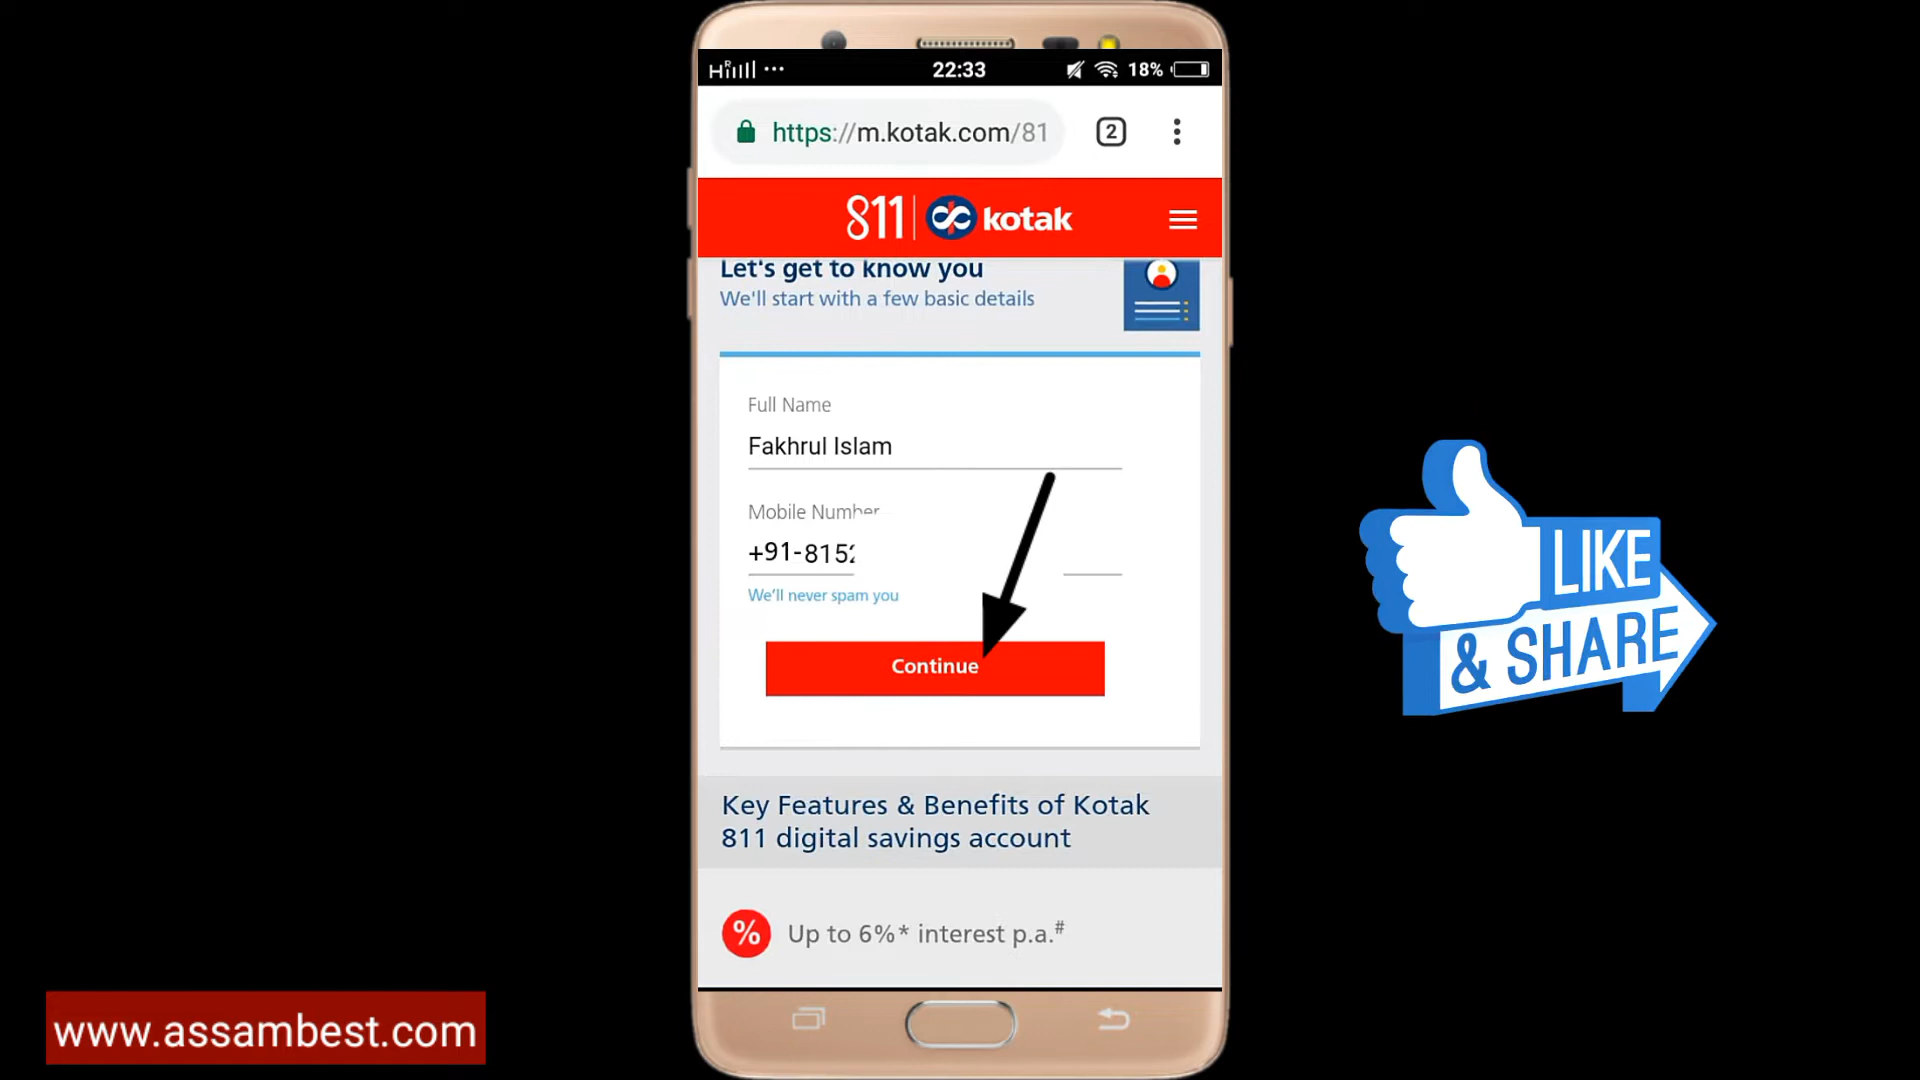 22:33
18%
https://m.kotak.com/81
2
811 kotak
Let's get to know you
We'll start with a few basic details
Full Name
Fakhrul Islam
Mobile Number
+91-8152
We'll never spam you
Continue
Key Features & Benefits of Kotak
811 digital savings account
% Up to 6%* interest p.a.#
LIKE
& SHARE
www.assambest.com